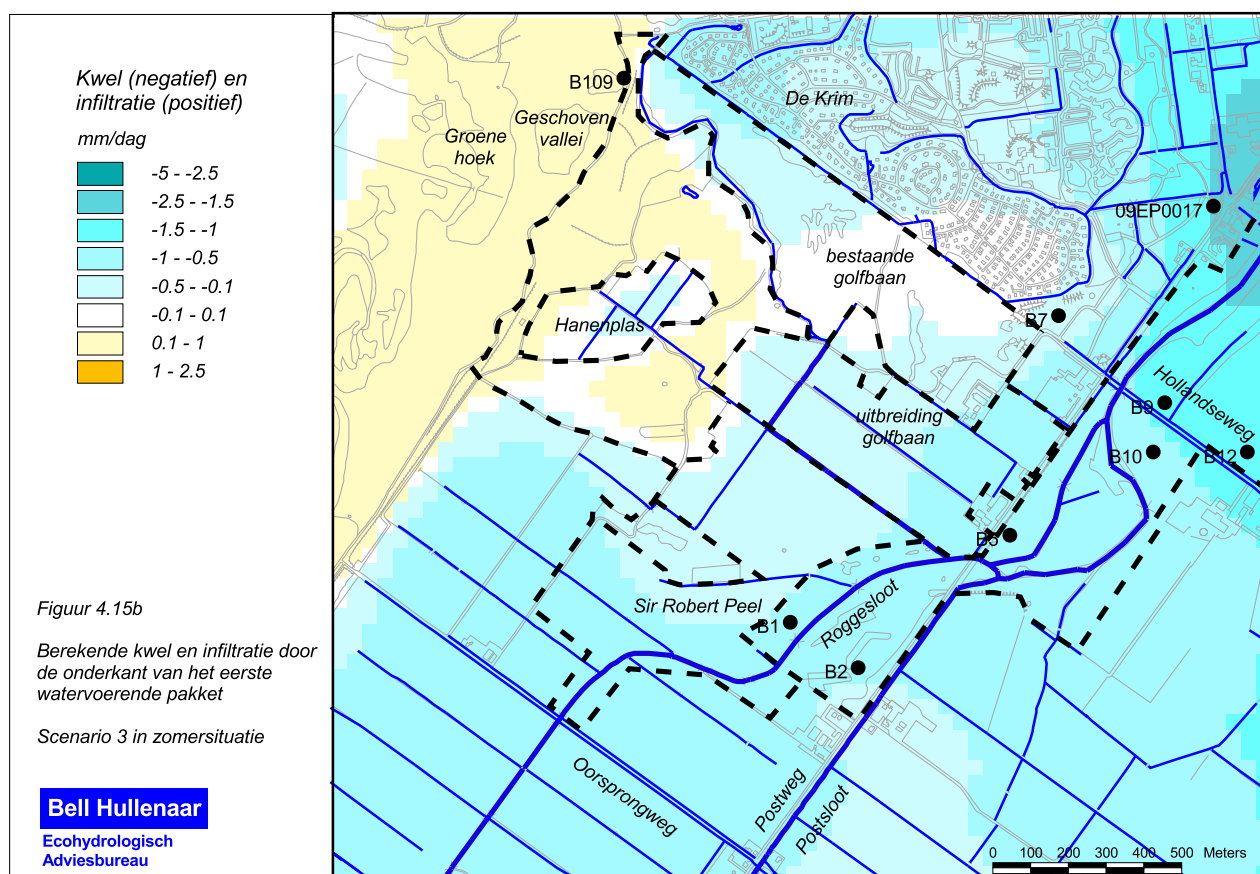 Kwel (negatief) en
infiltratie (positief)
mm/dag
-5 - -2.5
-2.5 - -1.5
-1.5 - -1
-1 - -0.5
-0.5 - -0.1
-0.1 - 0.1
0.1 - 1
1 - 2.5
Figuur 4.15b
Berekende kwel en infiltratie door
de onderkant van het eerste
watervoerende pakket
Scenario 3 in zomersituatie
Bell Hullenaar
Ecohydrologisch
Adviesbureau
B109
De Krim
Geschoven
vallei
Groene
hoek
09EP0017
bestaande
golfbaan
Hanenplas
B7
Hollandseweg
B9
uitbreiding
golfbaan
B10
B12
B5
Sir Robert Peel
B1
Roggesloot
B2
Oorsprongweg
Postweg
Postsloot
0 100 200 300 400 500 Meters